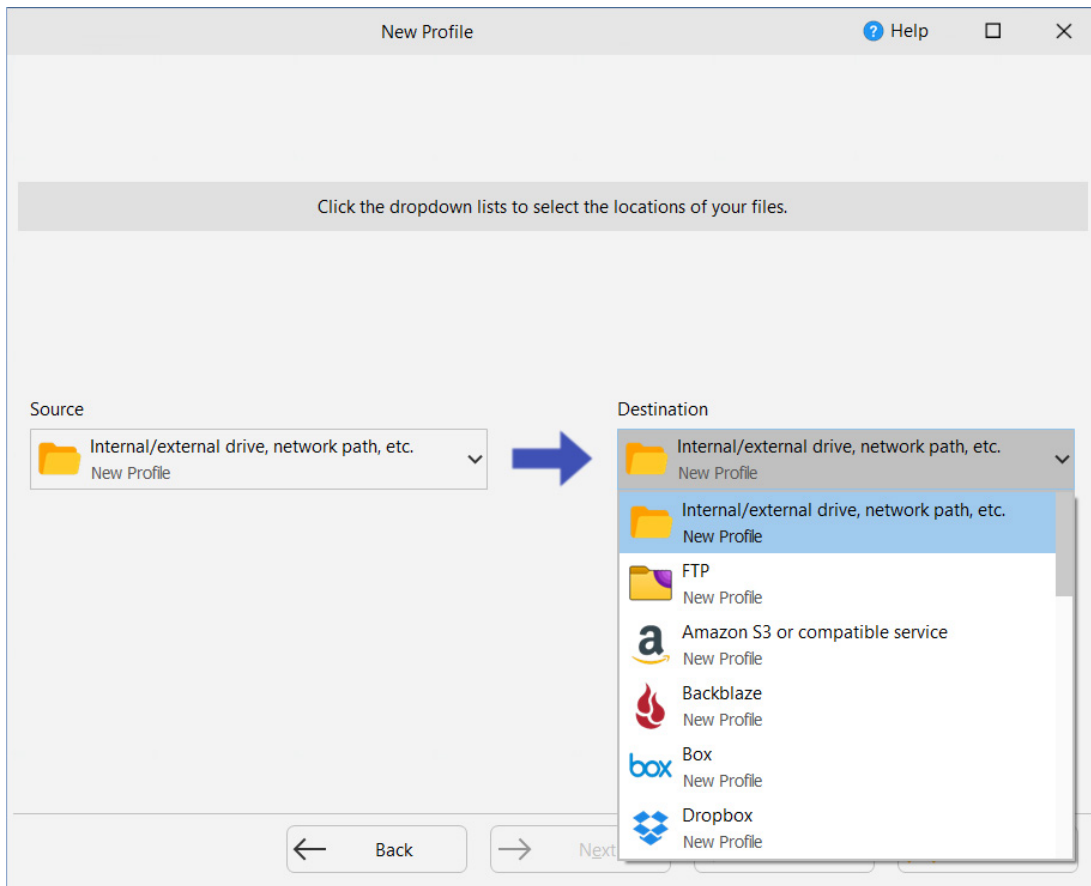 New Profile
Help
Click the dropdown lists to select the locations of your files.
Source
Internal/external drive, network path, etc.
New Profile
Destination
Internal/external drive, network path, etc.
New Profile
Internal/external drive, network path, etc.
New Profile
FTP
New Profile
Amazon S3 or compatible service
New Profile
Backblaze
New Profile
box
Box
New Profile
Dropbox
New Profile
Back
Next